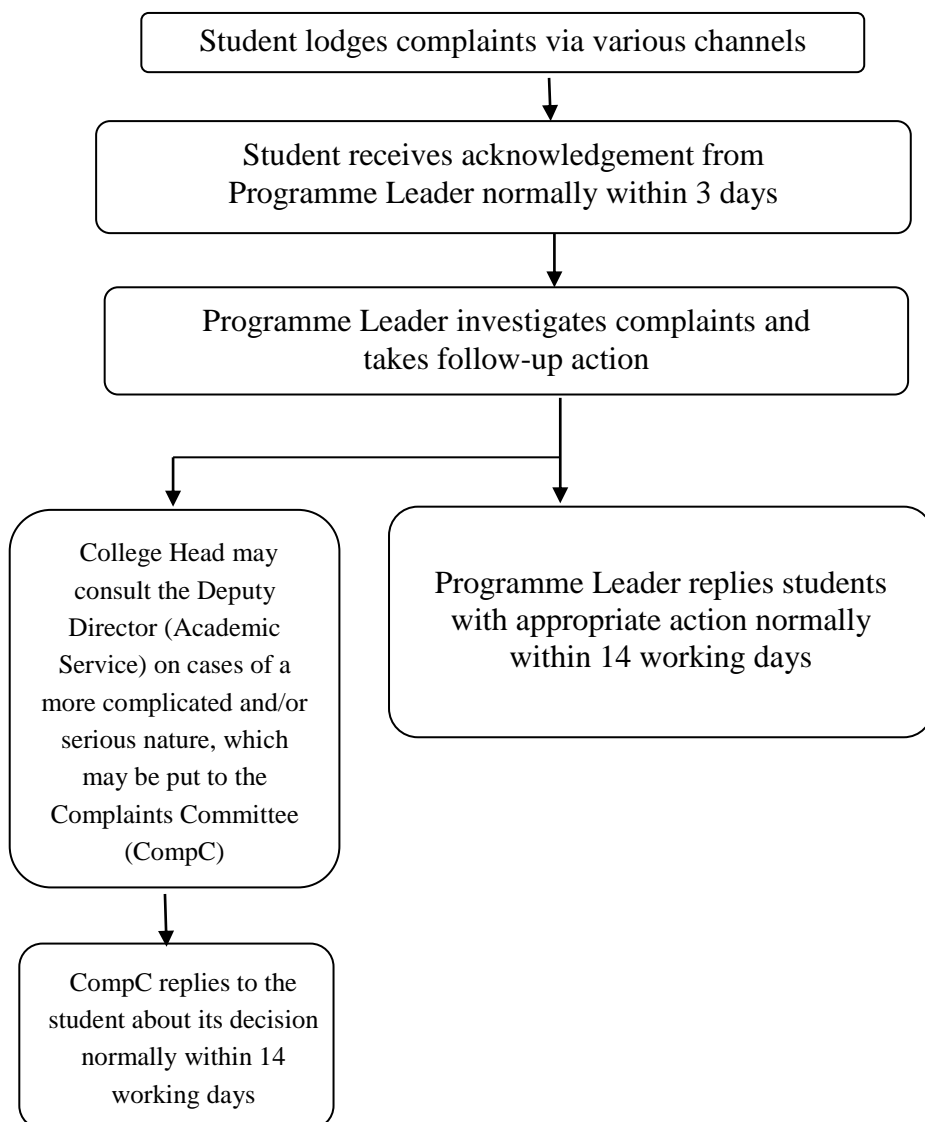 Student lodges complaints via various channels
Student receives acknowledgement from
Programme Leader normally within 3 days
Programme Leader investigates complaints and
takes follow-up action
College Head may
consult the Deputy
Director (Academic
Service) on cases of a
more complicated and/or
serious nature, which
may be put to the
Complaints Committee
(CompC)
Programme Leader replies students
with appropriate action normally
within 14 working days
CompC replies to the
student about its decision
normally within 14
working days